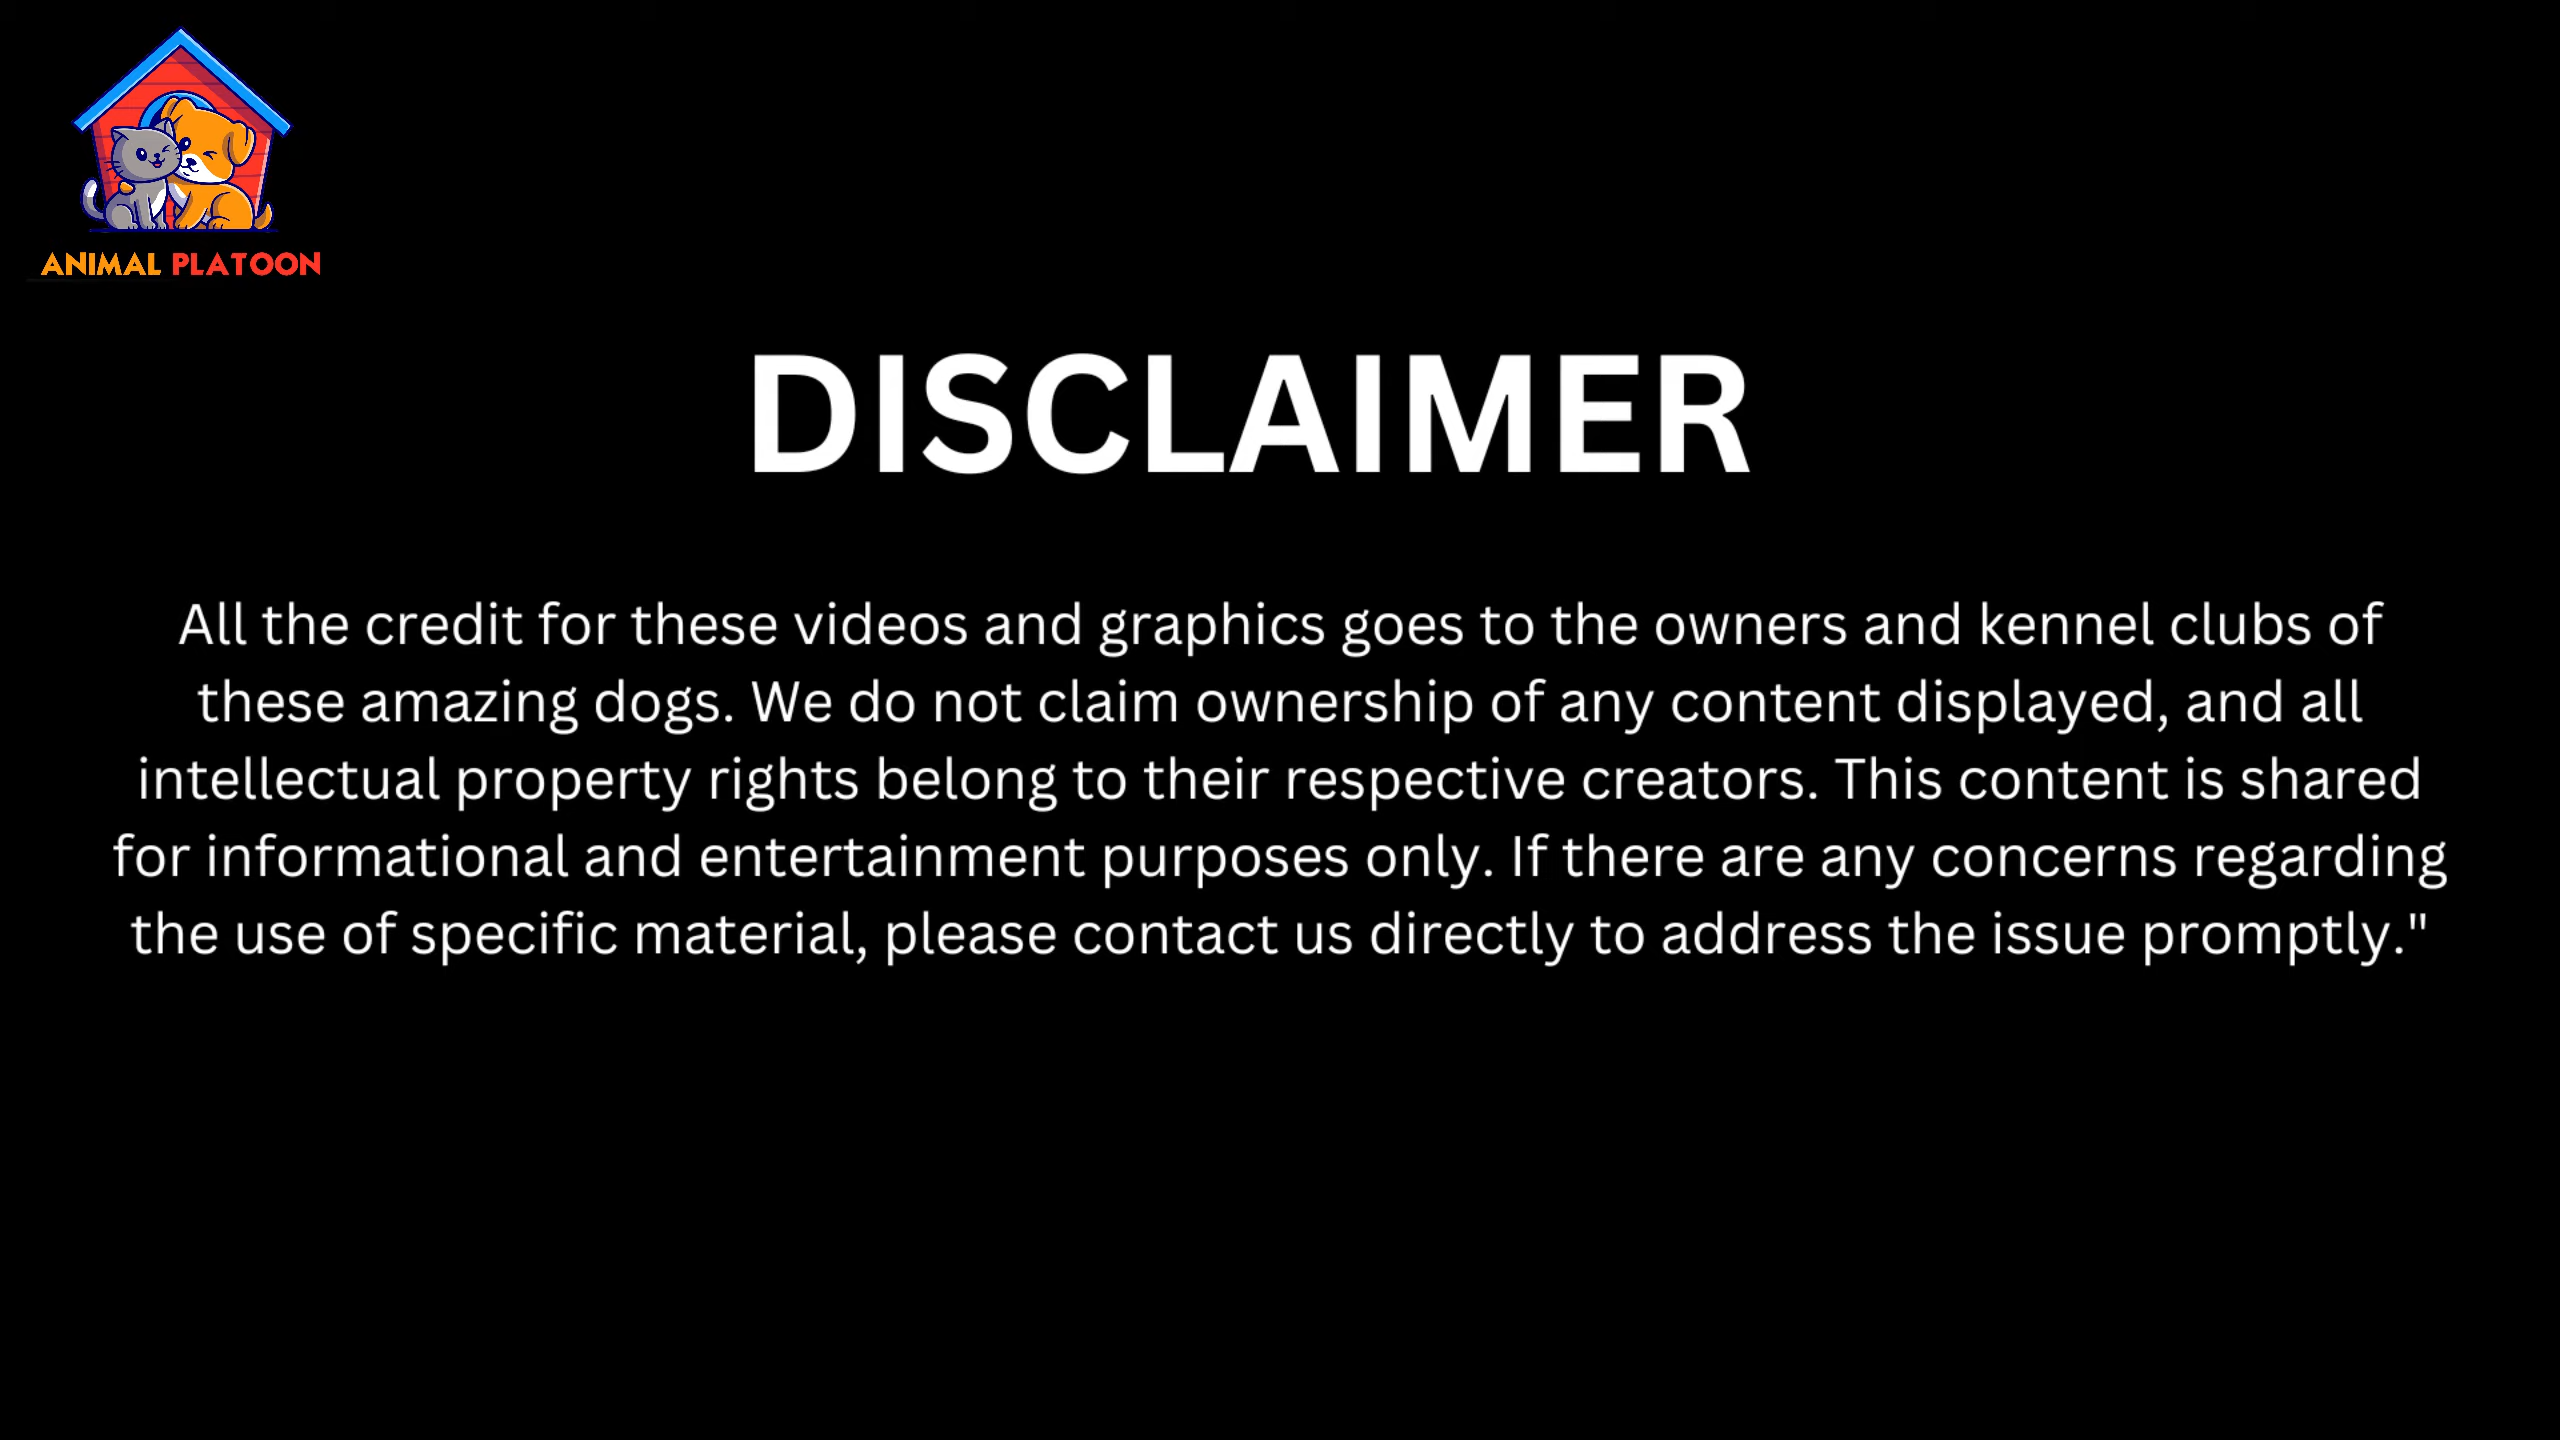 ANIMAL PLATOON
DISCLAIMER
All the credit for these videos and graphics goes to the owners and kennel clubs of
these amazing dogs. We do not claim ownership of any content displayed, and all
intellectual property rights belong to their respective creators. This content is shared
for informational and entertainment purposes only. If there are any concerns regarding
the use of specific material, please contact us directly to address the issue promptly."